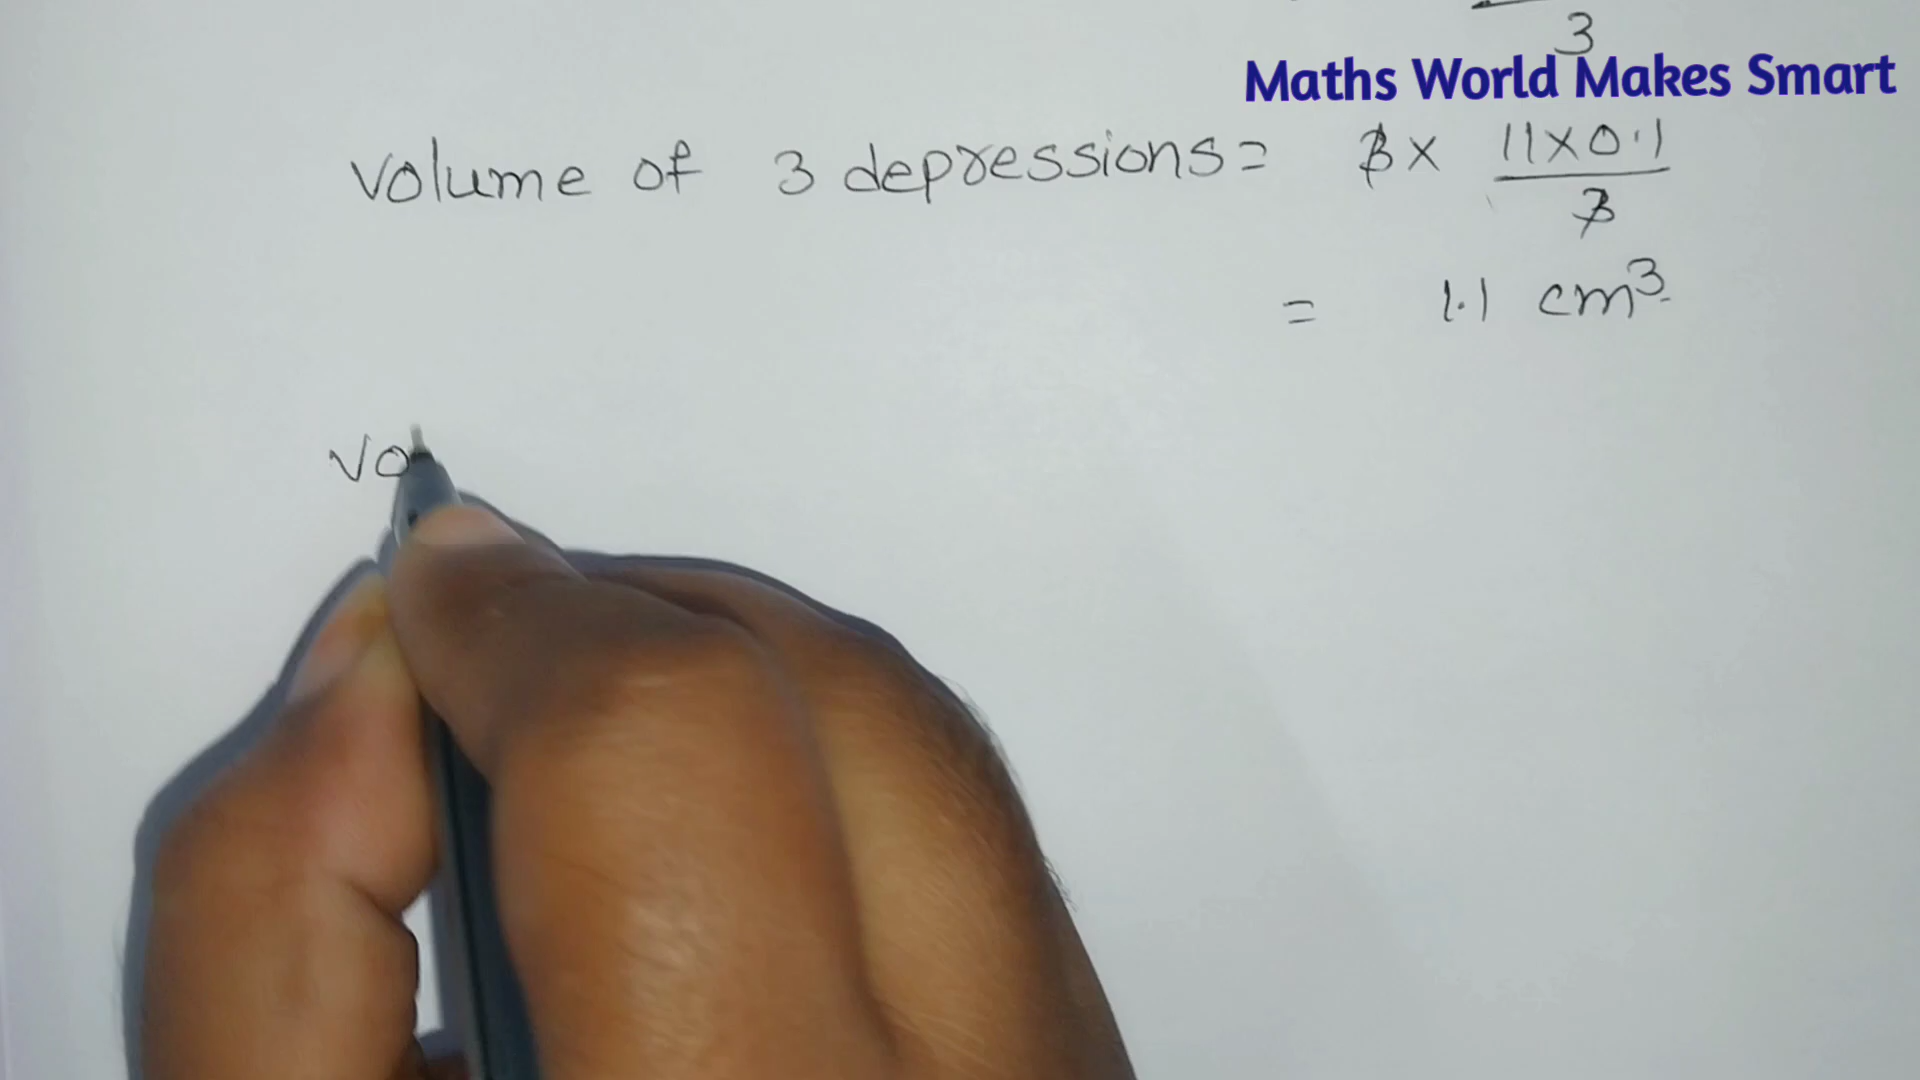 3
Maths World Makes Smart
Volume of 3 depressions = 3 × 11×0.1
3
= 1.1 cm³
Vo